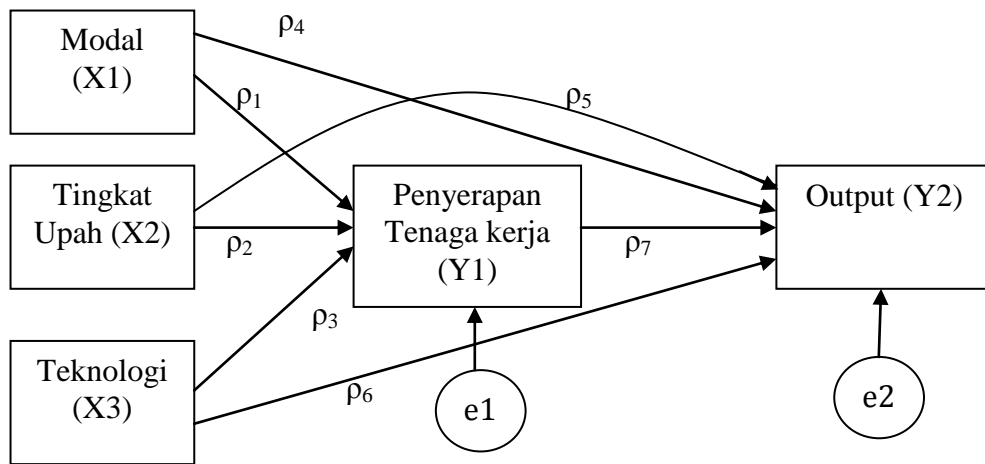 Modal
(X1)
ρ4
ρ1
ρ5
Tingkat
Upah (X2)
ρ2
Penyerapan
Tenaga kerja
(Y1)
ρ7
Output (Y2)
ρ3
Teknologi
(X3)
ρ6
e1
e2